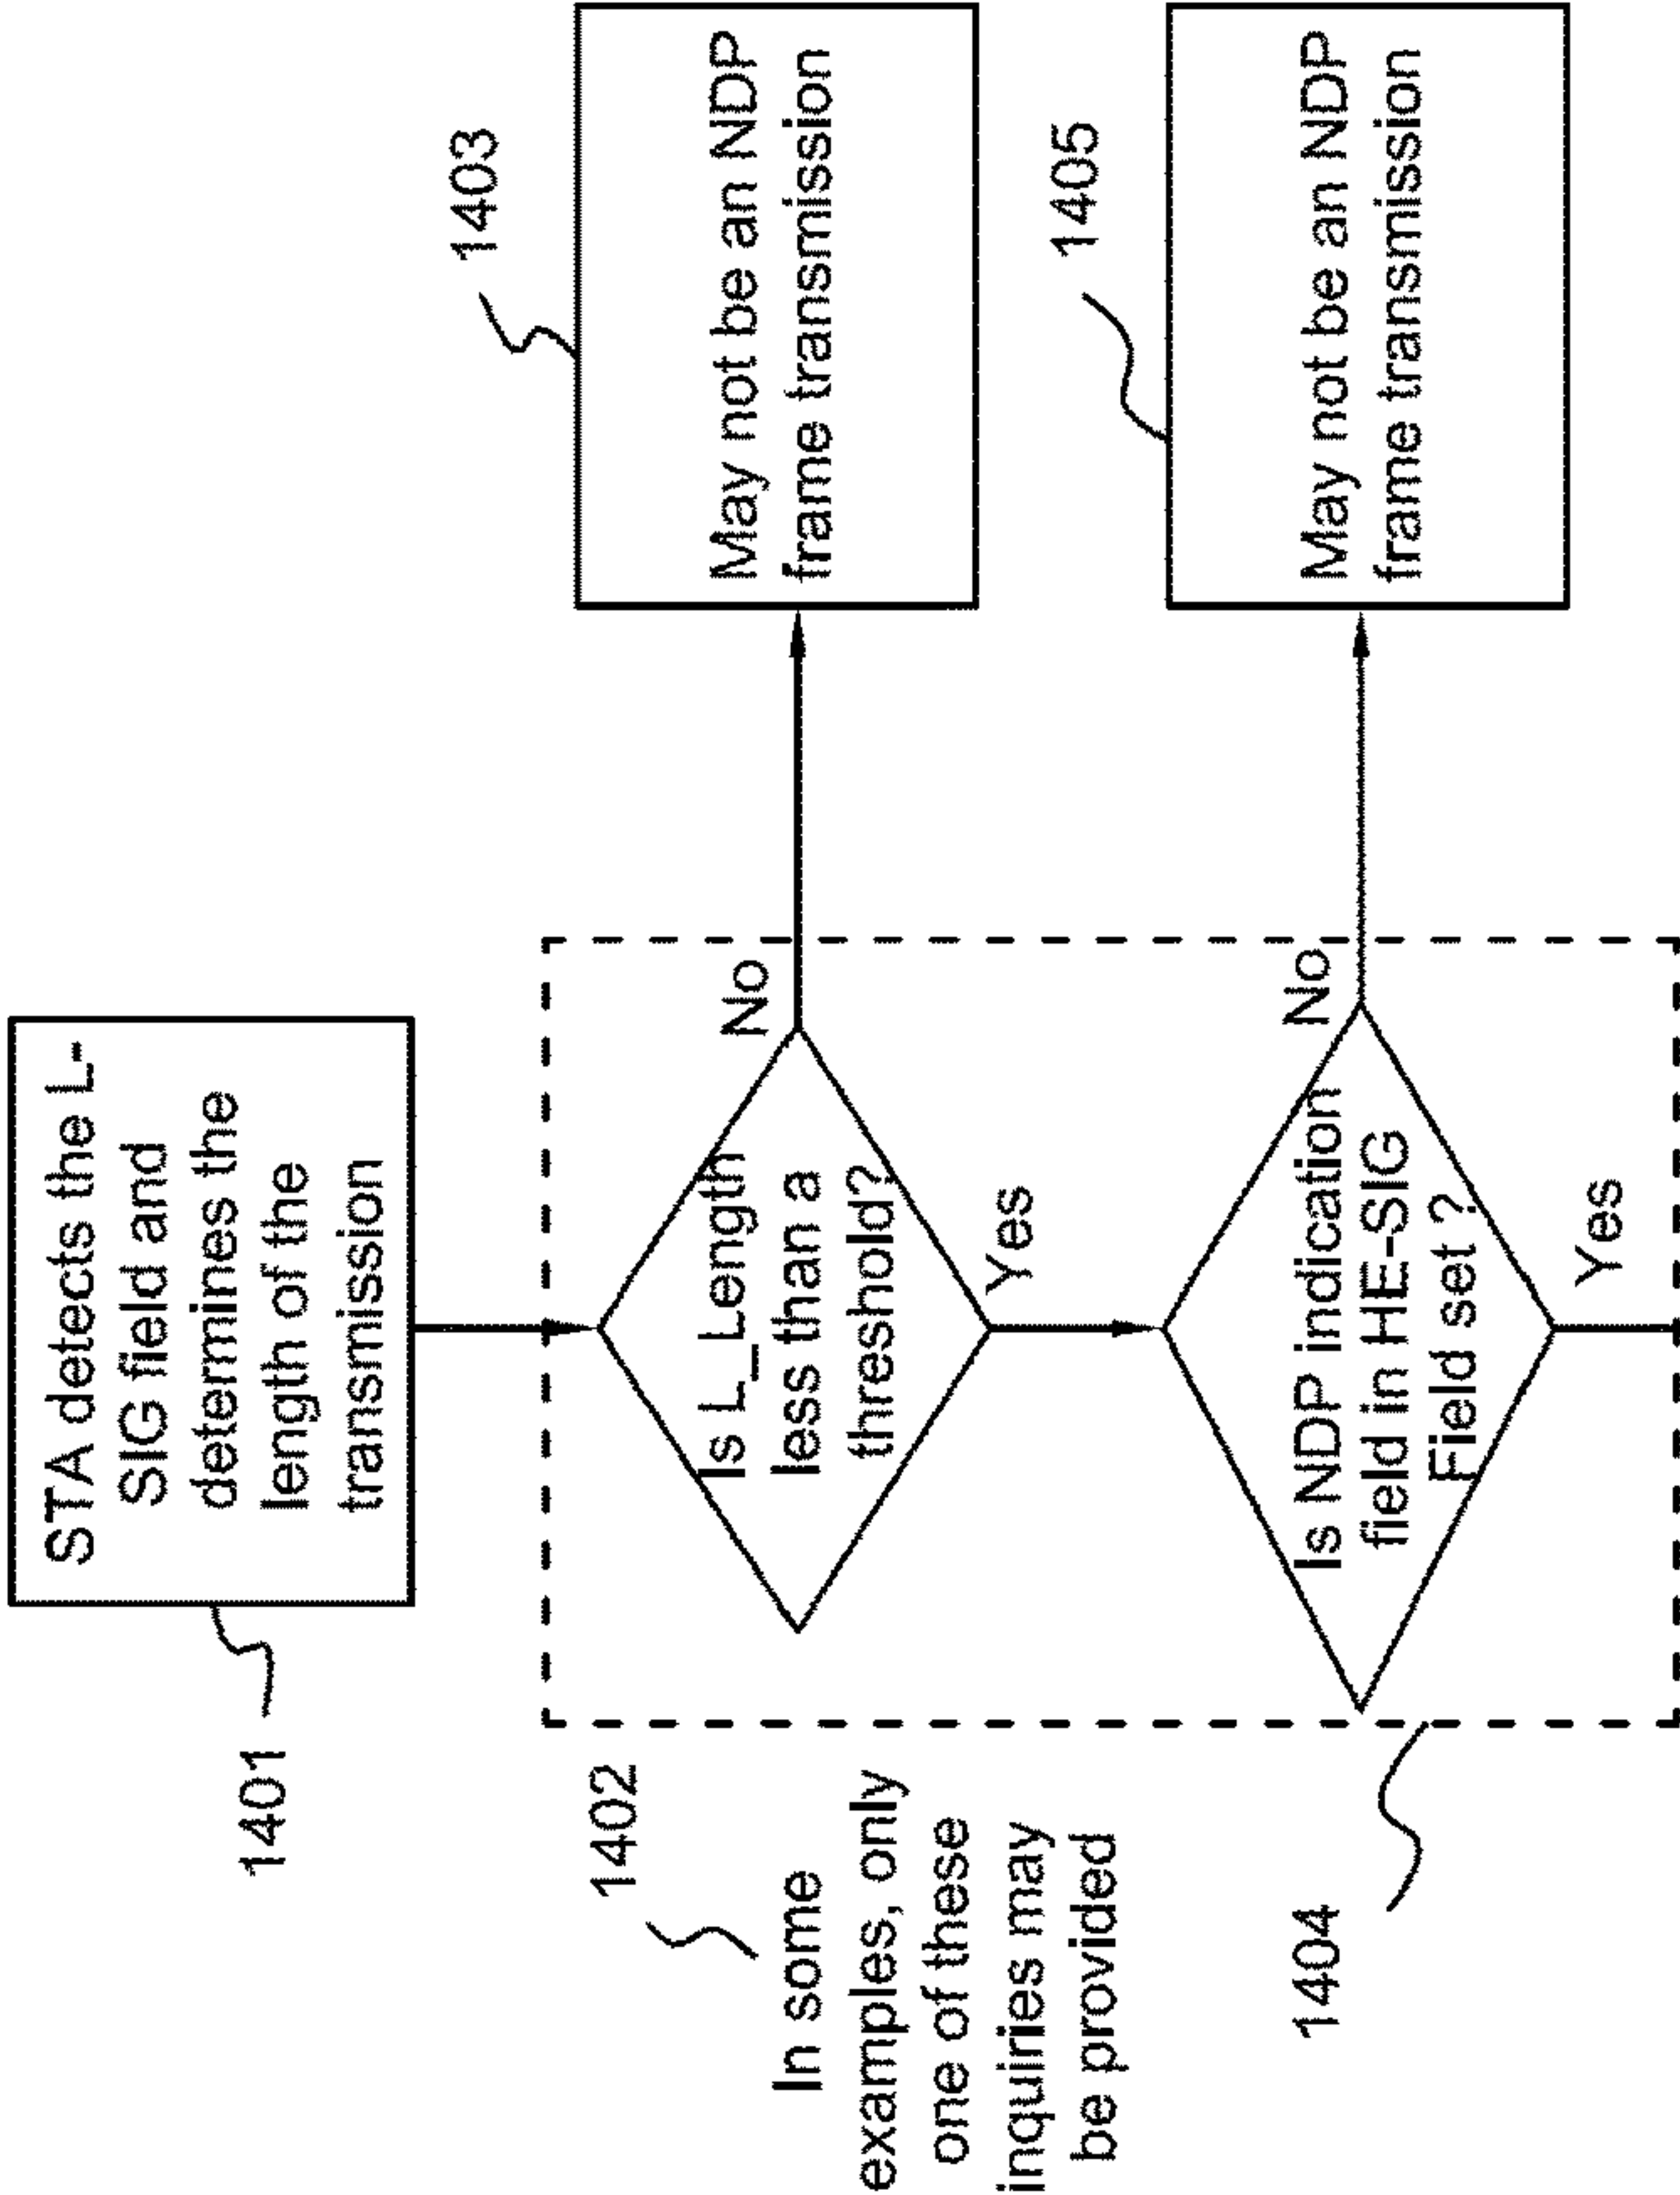 STA detects the L-
SIG field and
determines the
length of the
transmission
1401
1402
In some
examples, only
one of these
inquiries may
be provided
Is L_Length
less than a
threshold?
No
Yes
1403
May not be an NDP
frame transmission
1404
Is NDP indication
field in HE-SIG
Field set ?
No
Yes
1405
May not be an NDP
frame transmission